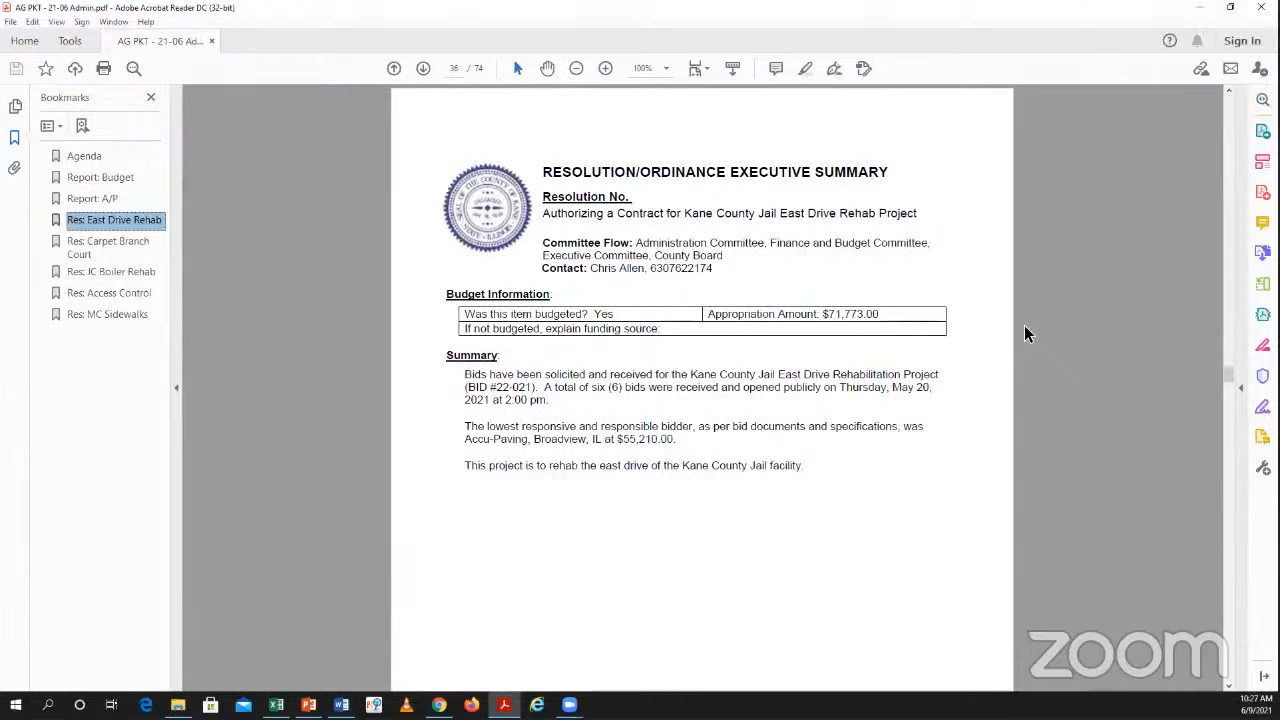 AG PKT - 21-06 Admin.pdf - Adobe Acrobat Reader DC (32-bit)
File Edit View Sign Window Help
Home Tools AG PKT - 21-06 Ad... × Sign In
36 / 74 100%
Bookmarks
Agenda
Report: Budget
Report: A/P
Res: East Drive Rehab
Res: Carpet Branch
Court
Res: JC Boiler Rehab
Res: Access Control
Res: MC Sidewalks
RESOLUTION/ORDINANCE EXECUTIVE SUMMARY
Resolution No.
Authorizing a Contract for Kane County Jail East Drive Rehab Project
Committee Flow: Administration Committee, Finance and Budget Committee,
Executive Committee, County Board
Contact: Chris Allen, 6307622174
Budget Information:
Was this item budgeted? Yes Appropriation Amount: $71,773.00
If not budgeted, explain funding source:
Summary:
Bids have been solicited and received for the Kane County Jail East Drive Rehabilitation Project
(BID #22-021). A total of six (6) bids were received and opened publicly on Thursday, May 20,
2021 at 2:00 pm.
The lowest responsive and responsible bidder, as per bid documents and specifications, was
Accu-Paving, Broadview, IL at $55,210.00.
This project is to rehab the east drive of the Kane County Jail facility.
zoom
10:27 AM
6/9/2021